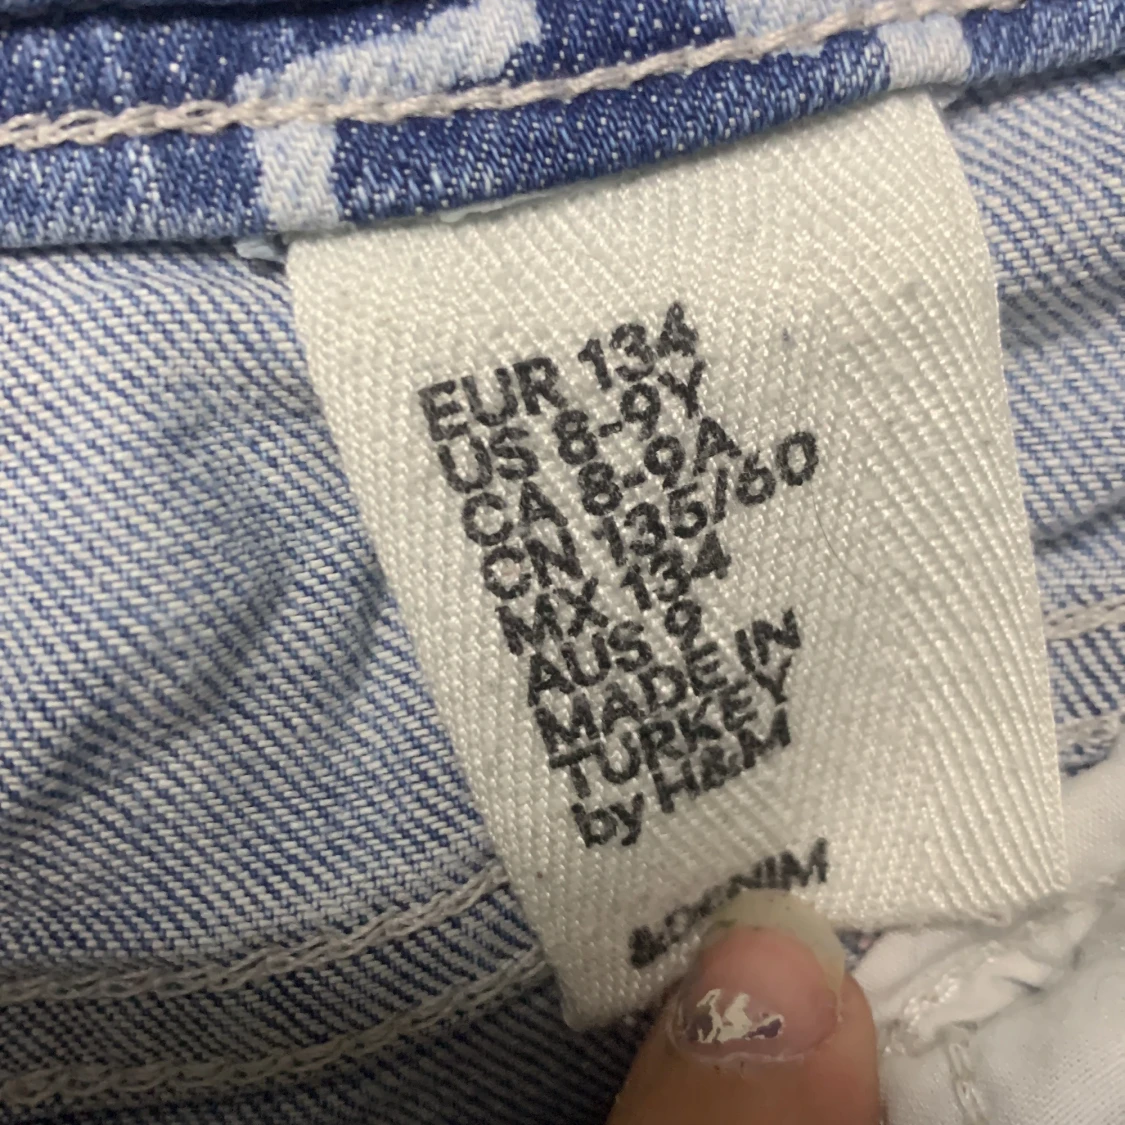 EUR 134
US 8-9Y
CA 8-9A
CN 135/60
MX 134
AUS 9
MADE IN
TURKEY
by H&M
&DENIM